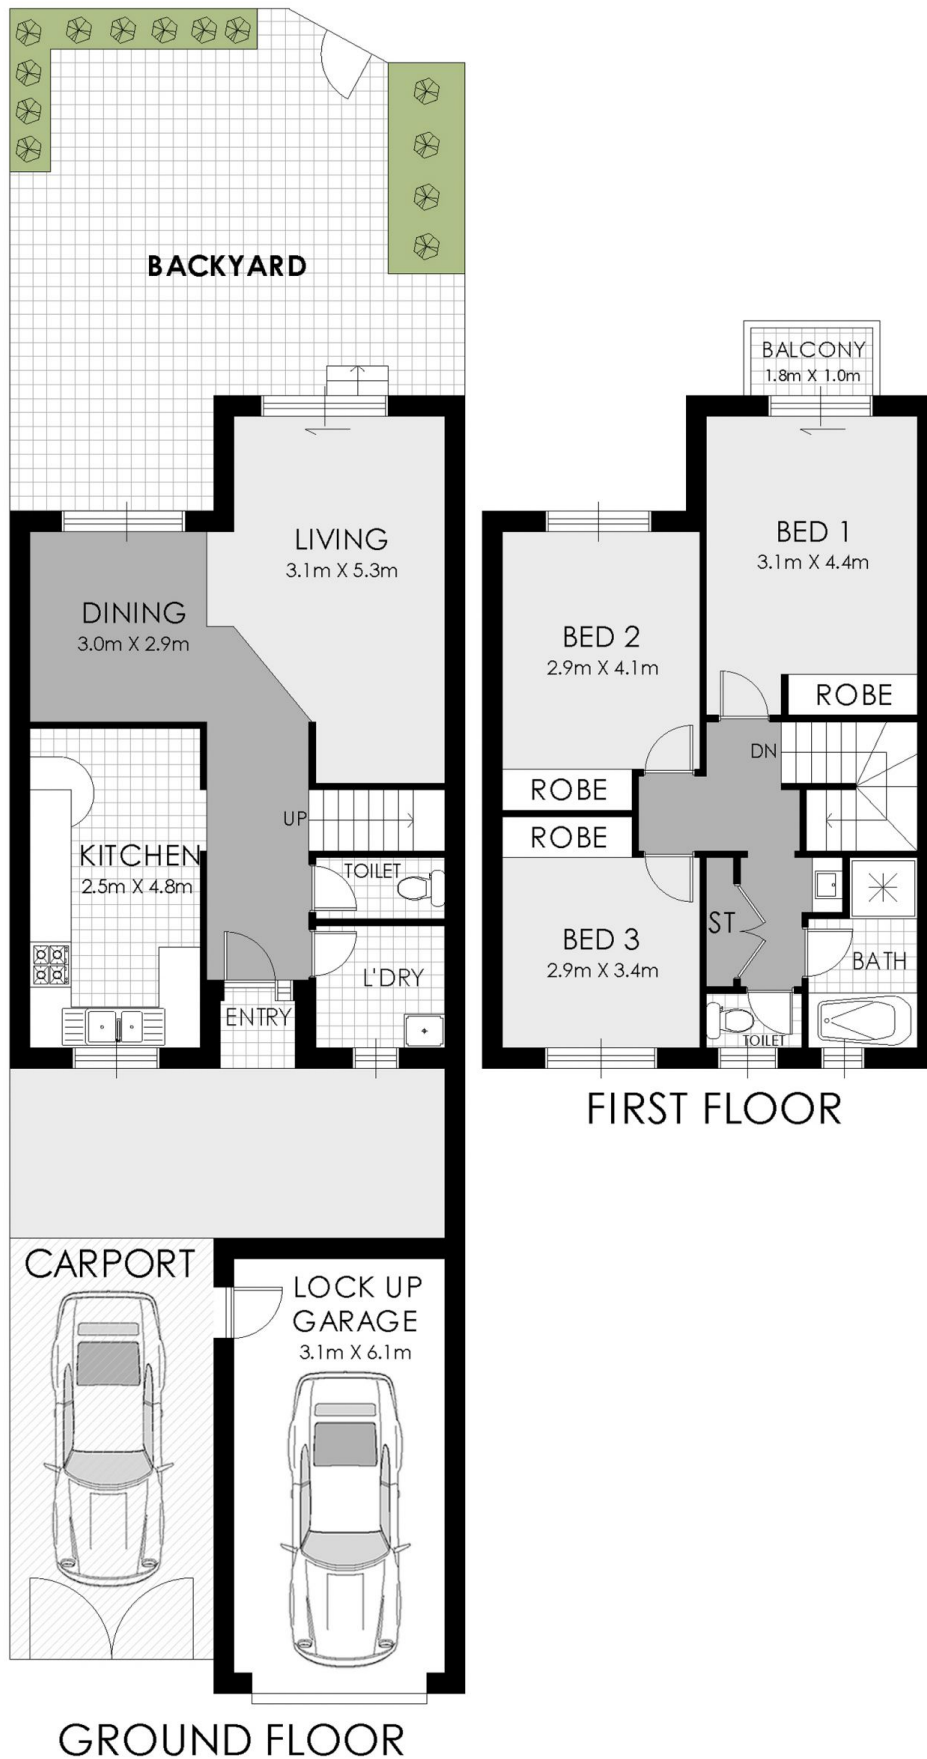 BACKYARD
LIVING
3.1m X 5.3m
DINING
3.0m X 2.9m
UP
KITCHEN
2.5m X 4.8m
TOILET
L'DRY
ENTRY
CARPORT
LOCK UP
GARAGE
3.1m X 6.1m
GROUND FLOOR
BALCONY
1.8m X 1.0m
BED 1
3.1m X 4.4m
BED 2
2.9m X 4.1m
ROBE
DN
ROBE
ROBE
BED 3
2.9m X 3.4m
ST
BATH
TOILET
FIRST FLOOR